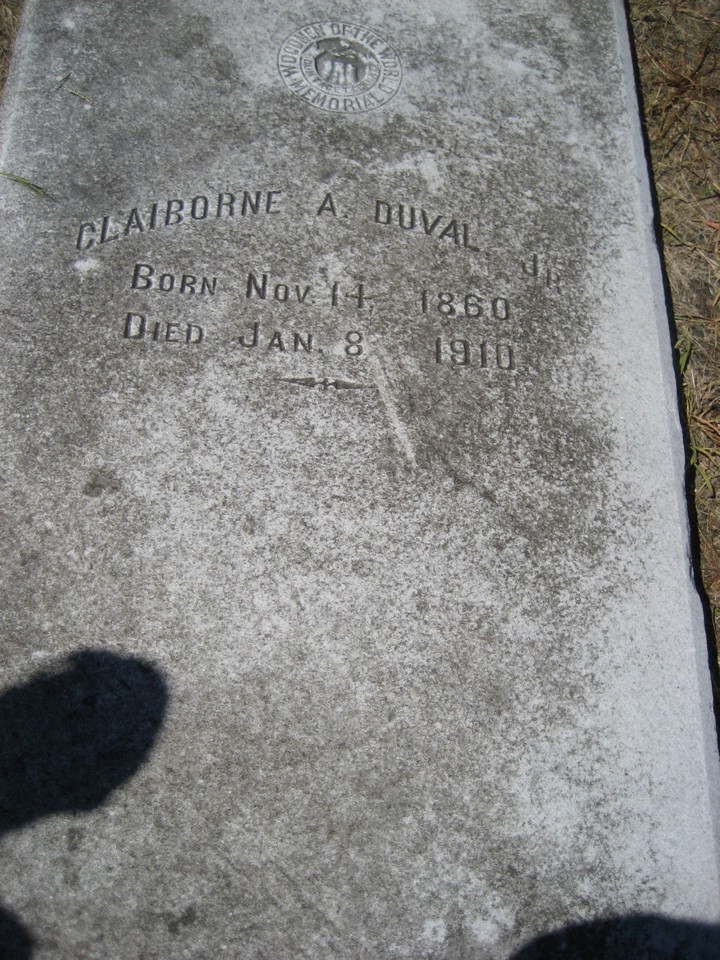 WOODMEN OF THE WORLD
MEMORIAL
CLAIBORNE A. DUVAL JR.
BORN NOV. 14, 1860
DIED JAN. 8 1910